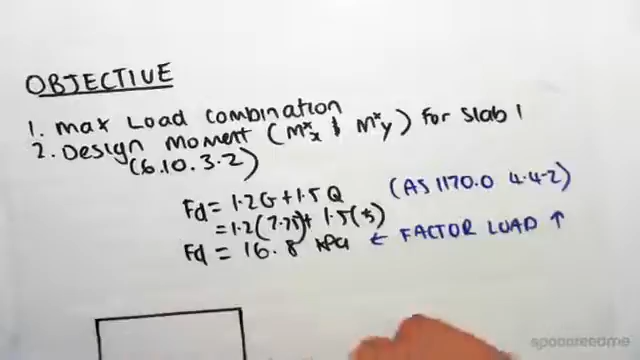 OBJECTIVE
1. Max Load Combination
2. Design Moment (M*x & M*y) for Slab 1
(6.10.3.2)
Fd = 1.2G + 1.5Q (AS 1170.0 4.4-2)
= 1.2(7.75) + 1.5(5)
Fd = 16.8 kPa ← FACTOR LOAD ↑
spoonfeedme